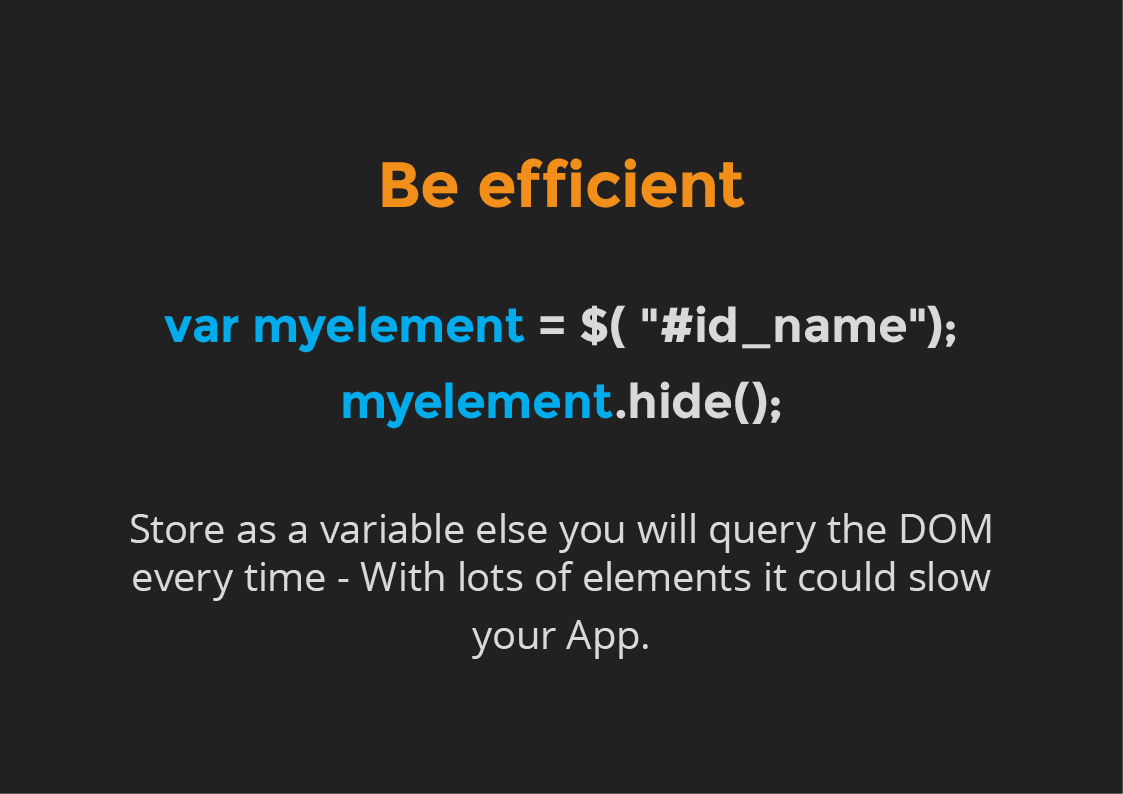 Be efficient
var myelement = $( "#id_name");
myelement.hide();
Store as a variable else you will query the DOM
every time - With lots of elements it could slow
your App.